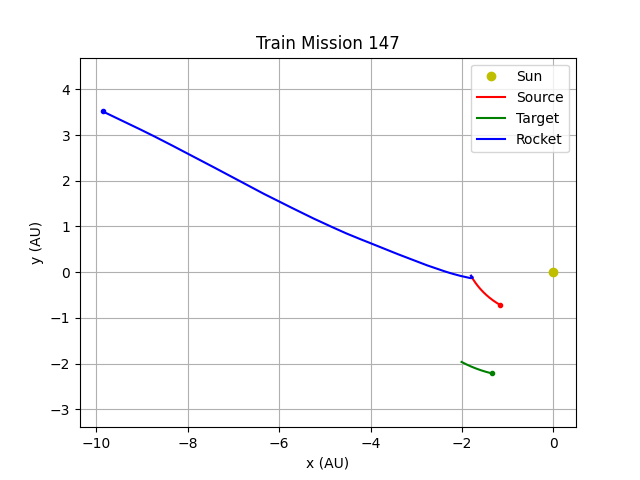 Train Mission 147
Sun
Source
Target
Rocket
4
3
2
1
0
−1
−2
−3
y (AU)
−10 −8 −6 −4 −2 0
x (AU)